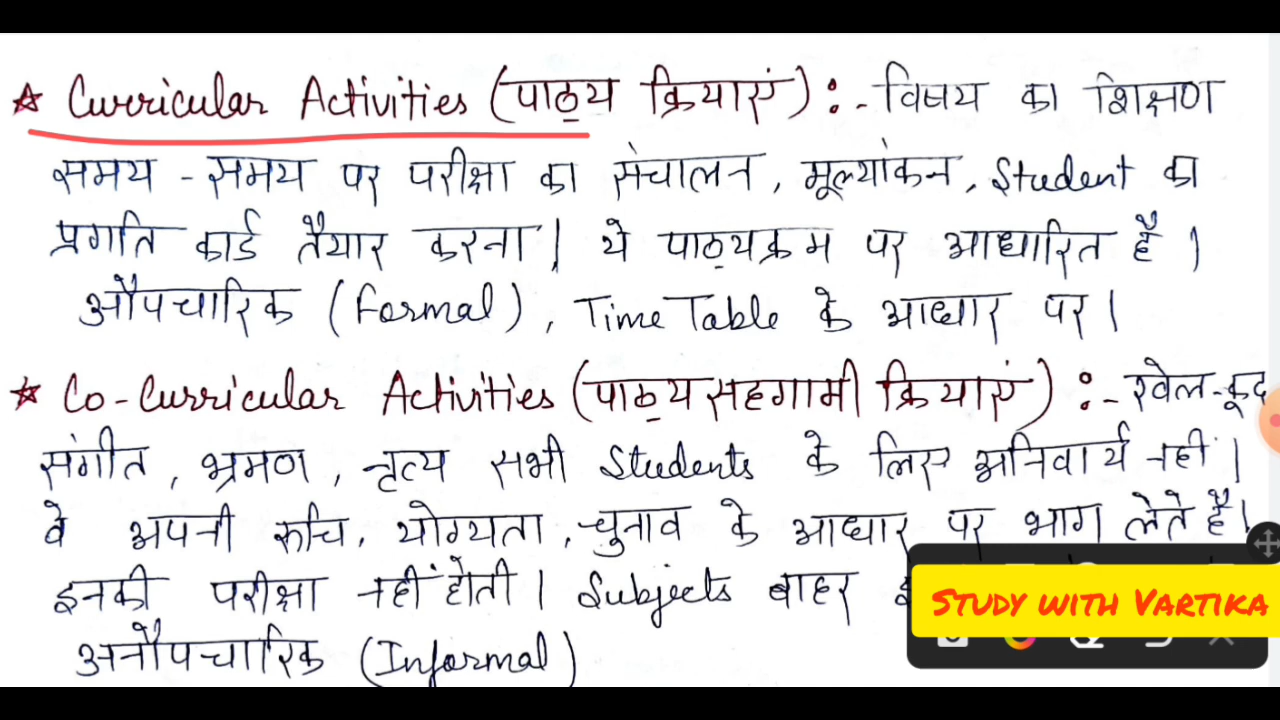 ☆ Curricular Activities (पाठ्य क्रियाएं) :- विषय का शिक्षण
समय - समय पर परीक्षा का संचालन, मूल्यांकन, Student का
प्रगति कार्ड तैयार करना। ये पाठ्यक्रम पर आधारित है।
औपचारिक (Formal), Time Table के आधार पर।
☆ Co-Curricular Activities (पाठ्यसहगामी क्रियाएं) :- खेल-कूद
संगीत, भ्रमण, नृत्य सभी Students के लिए अनिवार्य नहीं।
वे अपनी रूचि, योग्यता, चुनाव के आधार पर भाग लेते हैं।
इनकी परीक्षा नहीं होती। Subjects बाहर
STUDY WITH VARTIKA
अनौपचारिक (Informal)